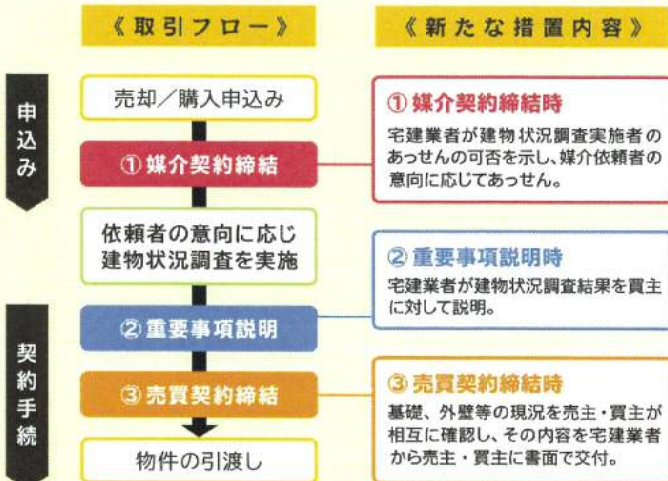 《取引フロー》
《新たな措置内容》
申込み
売却／購入申込み
①媒介契約締結
依頼者の意向に応じ
建物状況調査を実施
契約手続
②重要事項説明
③売買契約締結
物件の引渡し
①媒介契約締結時
宅建業者が建物状況調査実施者の
あっせんの可否を示し、媒介依頼者の
意向に応じてあっせん。
②重要事項説明時
宅建業者が建物状況調査結果を買主
に対して説明。
③売買契約締結時
基礎、外壁等の現況を売主・買主が
相互に確認し、その内容を宅建業者
から売主・買主に書面で交付。